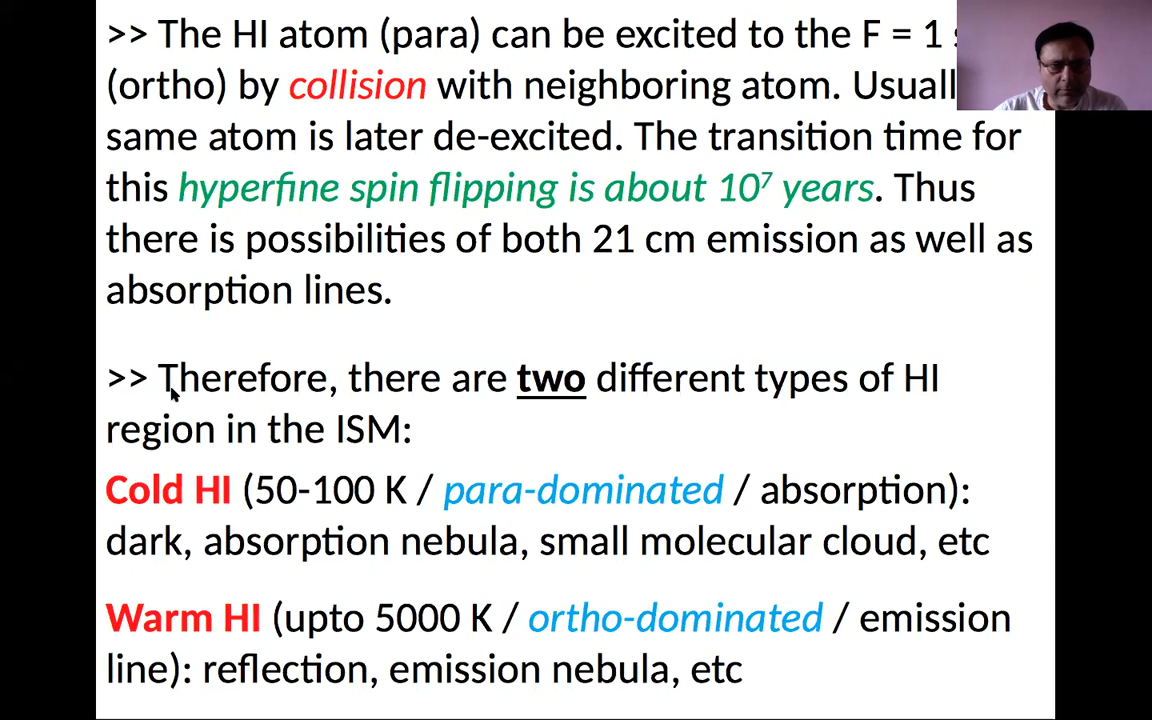 >> The HI atom (para) can be excited to the F = 1
(ortho) by collision with neighboring atom.
same atom is later de-excited. The transition time for
this hyperfine spin flipping is about 10⁷ years. Thus
there is possibilities of both 21 cm emission as well as
absorption lines.
>> Therefore, there are two different types of HI
region in the ISM:
Cold HI (50-100 K / para-dominated / absorption):
dark, absorption nebula, small molecular cloud, etc
Warm HI (upto 5000 K / ortho-dominated / emission
line): reflection, emission nebula, etc